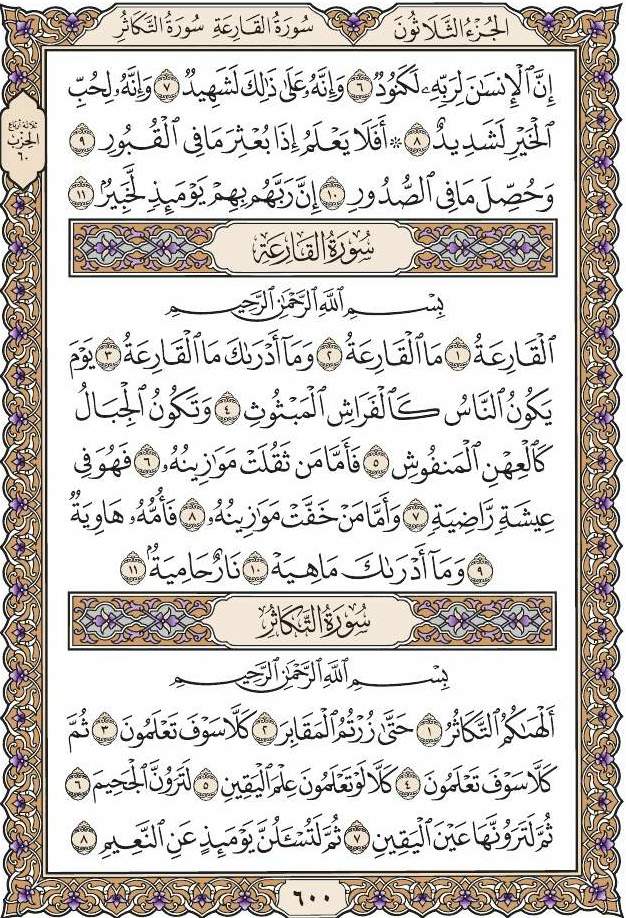 الجُزْءُ الثَّلَاثُونَ سُورَةُ القَارِعَةِ سُورَةُ التَّكَاثُر
ثلاثة أرباع
الحزب
٦٠
إِنَّ ٱلْإِنسَٰنَ لِرَبِّهِۦ لَكَنُودٌ ٦ وَإِنَّهُۥ عَلَىٰ ذَٰلِكَ لَشَهِيدٌ ٧ وَإِنَّهُۥ لِحُبِّ
ٱلْخَيْرِ لَشَدِيدٌ ٨ ۞ أَفَلَا يَعْلَمُ إِذَا بُعْثِرَ مَا فِى ٱلْقُبُورِ ٩
وَحُصِّلَ مَا فِى ٱلصُّدُورِ ١٠ إِنَّ رَبَّهُم بِهِمْ يَوْمَئِذٍ لَّخَبِيرٌۢ ١١
سُورَةُ القَارِعَة
بِسْمِ ٱللَّهِ ٱلرَّحْمَٰنِ ٱلرَّحِيمِ
ٱلْقَارِعَةُ ١ مَا ٱلْقَارِعَةُ ٢ وَمَآ أَدْرَىٰكَ مَا ٱلْقَارِعَةُ ٣ يَوْمَ
يَكُونُ ٱلنَّاسُ كَٱلْفَرَاشِ ٱلْمَبْثُوثِ ٤ وَتَكُونُ ٱلْجِبَالُ
كَٱلْعِهْنِ ٱلْمَنفُوشِ ٥ فَأَمَّا مَن ثَقُلَتْ مَوَٰزِينُهُۥ ٦ فَهُوَ فِى
عِيشَةٍ رَّاضِيَةٍ ٧ وَأَمَّا مَنْ خَفَّتْ مَوَٰزِينُهُۥ ٨ فَأُمُّهُۥ هَاوِيَةٌ
٩ وَمَآ أَدْرَىٰكَ مَا هِيَهْ ١٠ نَارٌ حَامِيَةٌۢ ١١
سُورَةُ التَّكَاثُر
بِسْمِ ٱللَّهِ ٱلرَّحْمَٰنِ ٱلرَّحِيمِ
أَلْهَىٰكُمُ ٱلتَّكَاثُرُ ١ حَتَّىٰ زُرْتُمُ ٱلْمَقَابِرَ ٢ كَلَّا سَوْفَ تَعْلَمُونَ ٣ ثُمَّ
كَلَّا سَوْفَ تَعْلَمُونَ ٤ كَلَّا لَوْ تَعْلَمُونَ عِلْمَ ٱلْيَقِينِ ٥ لَتَرَوُنَّ ٱلْجَحِيمَ ٦
ثُمَّ لَتَرَوُنَّهَا عَيْنَ ٱلْيَقِينِ ٧ ثُمَّ لَتُسْـَٔلُنَّ يَوْمَئِذٍ عَنِ ٱلنَّعِيمِ ٨
٦٠٠